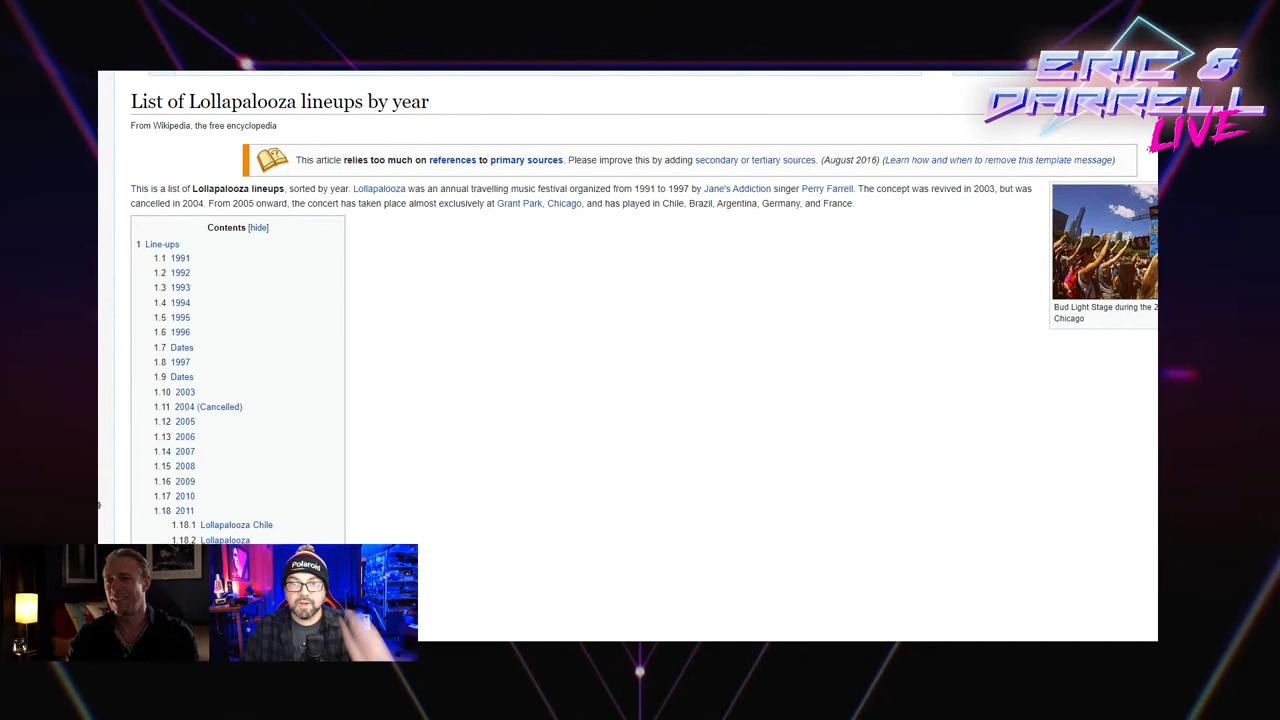 ERIC &
DARRELL
LIVE
List of Lollapalooza lineups by year
From Wikipedia, the free encyclopedia
This article relies too much on references to primary sources. Please improve this by adding secondary or tertiary sources. (August 2016) (Learn how and when to remove this template message)
This is a list of Lollapalooza lineups, sorted by year. Lollapalooza was an annual travelling music festival organized from 1991 to 1997 by Jane's Addiction singer Perry Farrell. The concept was revived in 2003, but was
cancelled in 2004. From 2005 onward, the concert has taken place almost exclusively at Grant Park, Chicago, and has played in Chile, Brazil, Argentina, Germany, and France.
Contents [hide]
1 Line-ups
1.1 1991
1.2 1992
1.3 1993
1.4 1994
1.5 1995
1.6 1996
1.7 Dates
1.8 1997
1.9 Dates
1.10 2003
1.11 2004 (Cancelled)
1.12 2005
1.13 2006
1.14 2007
1.15 2008
1.16 2009
1.17 2010
1.18 2011
1.18.1 Lollapalooza Chile
1.18.2 Lollapalooza
Bud Light Stage during the 2
Chicago
Polaroid